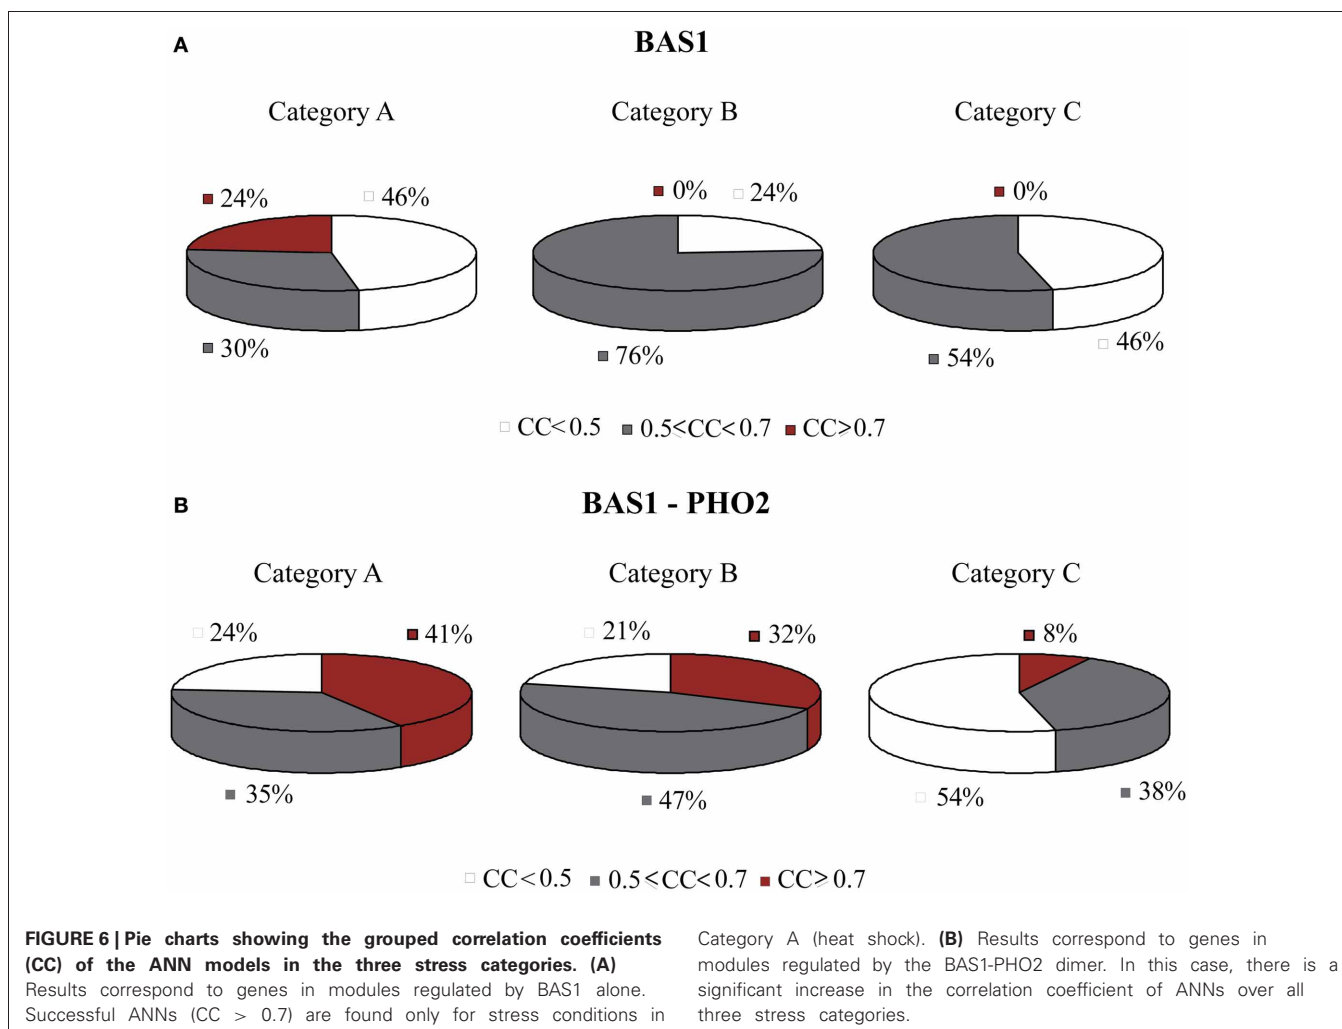 A
BAS1
Category A
Category B
Category C
24%
46%
0%
24%
0%
30%
76%
54%
46%
CC<0.5
0.5≤CC<0.7
CC≥0.7
B
BAS1 - PHO2
Category A
Category B
Category C
24%
41%
21%
32%
8%
35%
47%
54%
38%
CC<0.5
0.5≤CC<0.7
CC≥0.7
FIGURE 6 | Pie charts showing the grouped correlation coefficients
(CC) of the ANN models in the three stress categories. (A)
Results correspond to genes in modules regulated by BAS1 alone.
Successful ANNs (CC > 0.7) are found only for stress conditions in
Category A (heat shock). (B) Results correspond to genes in
modules regulated by the BAS1-PHO2 dimer. In this case, there is a
significant increase in the correlation coefficient of ANNs over all
three stress categories.